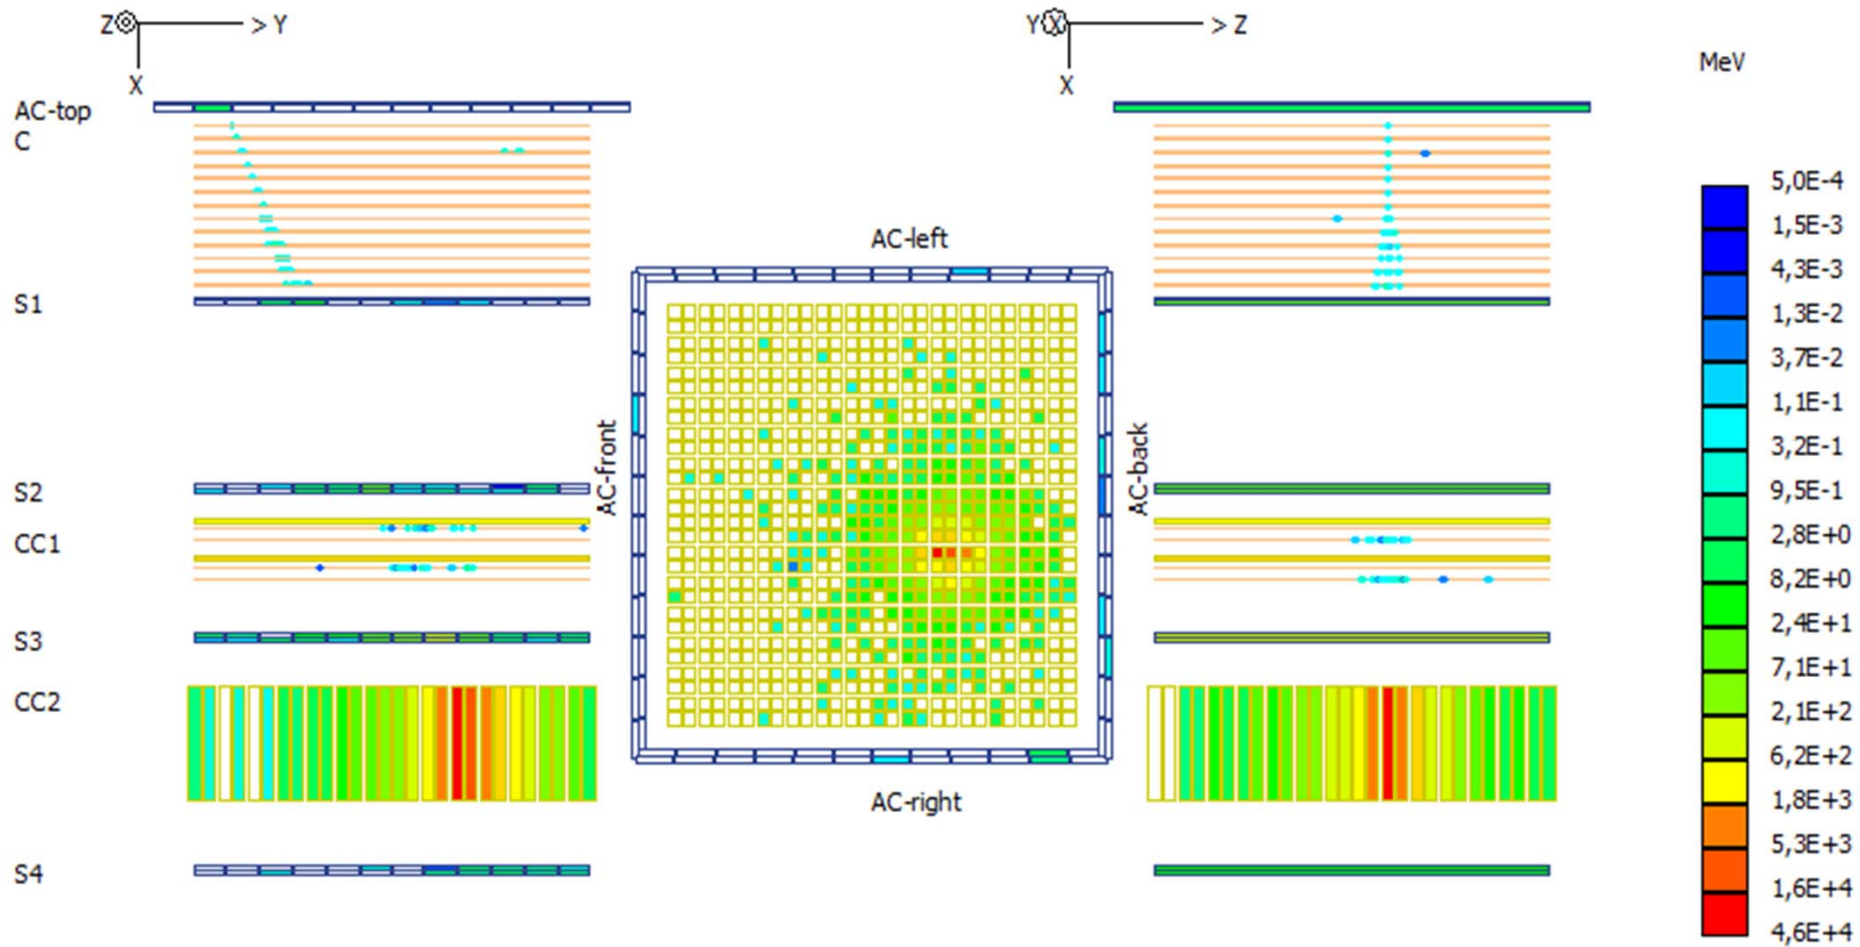 Z > Y
X
Y X > Z
X
MeV
AC-top
C
S1
S2
CC1
S3
CC2
S4
AC-left
AC-front
AC-back
AC-right
5,0E-4
1,5E-3
4,3E-3
1,3E-2
3,7E-2
1,1E-1
3,2E-1
9,5E-1
2,8E+0
8,2E+0
2,4E+1
7,1E+1
2,1E+2
6,2E+2
1,8E+3
5,3E+3
1,6E+4
4,6E+4